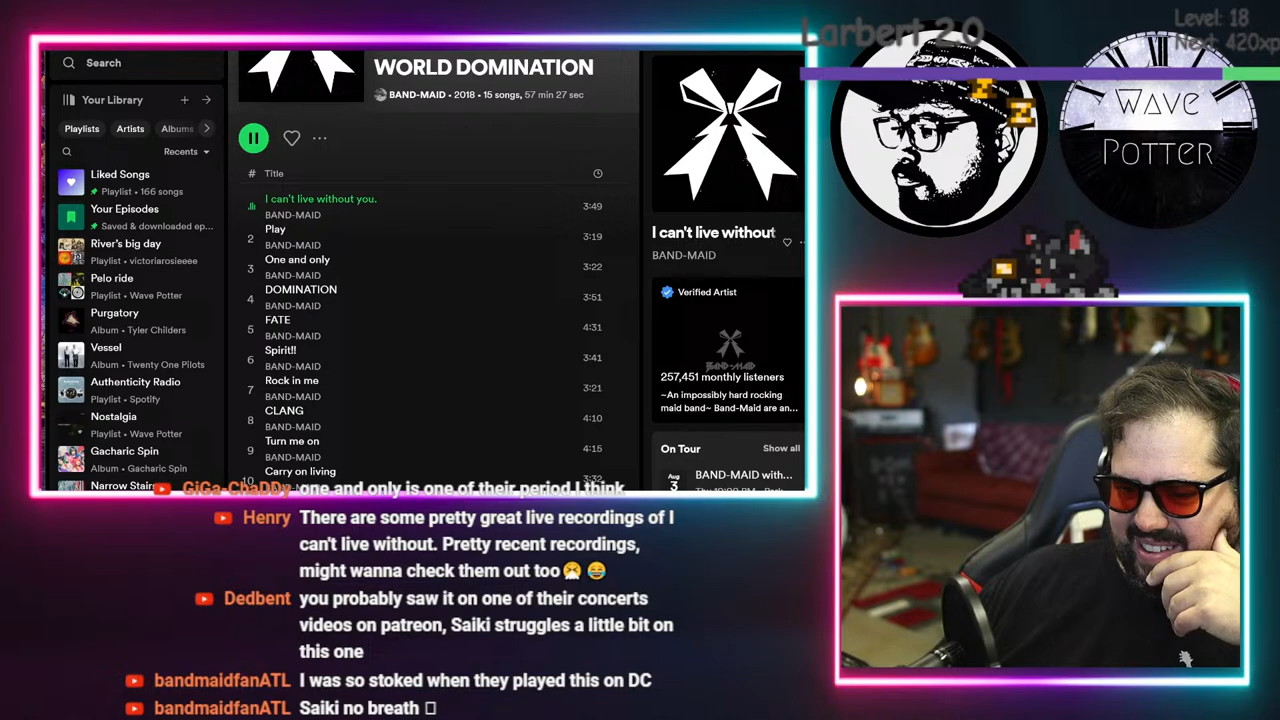 Larbert 2.0
Level: 18
Next: 420xp
Search
Your Library
Playlists
Artists
Albums
Recents
Liked Songs
Playlist • 166 songs
Your Episodes
Saved & downloaded ep...
River's big day
Playlist • victoriarosieeee
Pelo ride
Playlist • Wave Potter
Purgatory
Album • Tyler Childers
Vessel
Album • Twenty One Pilots
Authenticity Radio
Playlist • Spotify
Nostalgia
Playlist • Wave Potter
Gacharic Spin
Album • Gacharic Spin
Narrow Stairs
WORLD DOMINATION
BAND-MAID • 2018 • 15 songs, 57 min 27 sec
# Title
I can't live without you.
BAND-MAID
3:49
2 Play
BAND-MAID
3:19
3 One and only
BAND-MAID
3:22
4 DOMINATION
BAND-MAID
3:51
5 FATE
BAND-MAID
4:31
6 Spirit!!
BAND-MAID
3:41
7 Rock in me
BAND-MAID
3:21
8 CLANG
BAND-MAID
4:10
9 Turn me on
BAND-MAID
4:15
10 Carry on living
3:32
I can't live without
BAND-MAID
Verified Artist
BAND-MAID
257,451 monthly listeners
~An impossibly hard rocking
maid band~ Band-Maid are an...
On Tour
Show all
Aug
3
BAND-MAID with...
WAVE
POTTER
GiGa-ChaDDy one and only is one of their period I think
Henry There are some pretty great live recordings of I
can't live without. Pretty recent recordings,
might wanna check them out too😤 😂
Dedbent you probably saw it on one of their concerts
videos on patreon, Saiki struggles a little bit on
this one
bandmaidfanATL I was so stoked when they played this on DC
bandmaidfanATL Saiki no breath